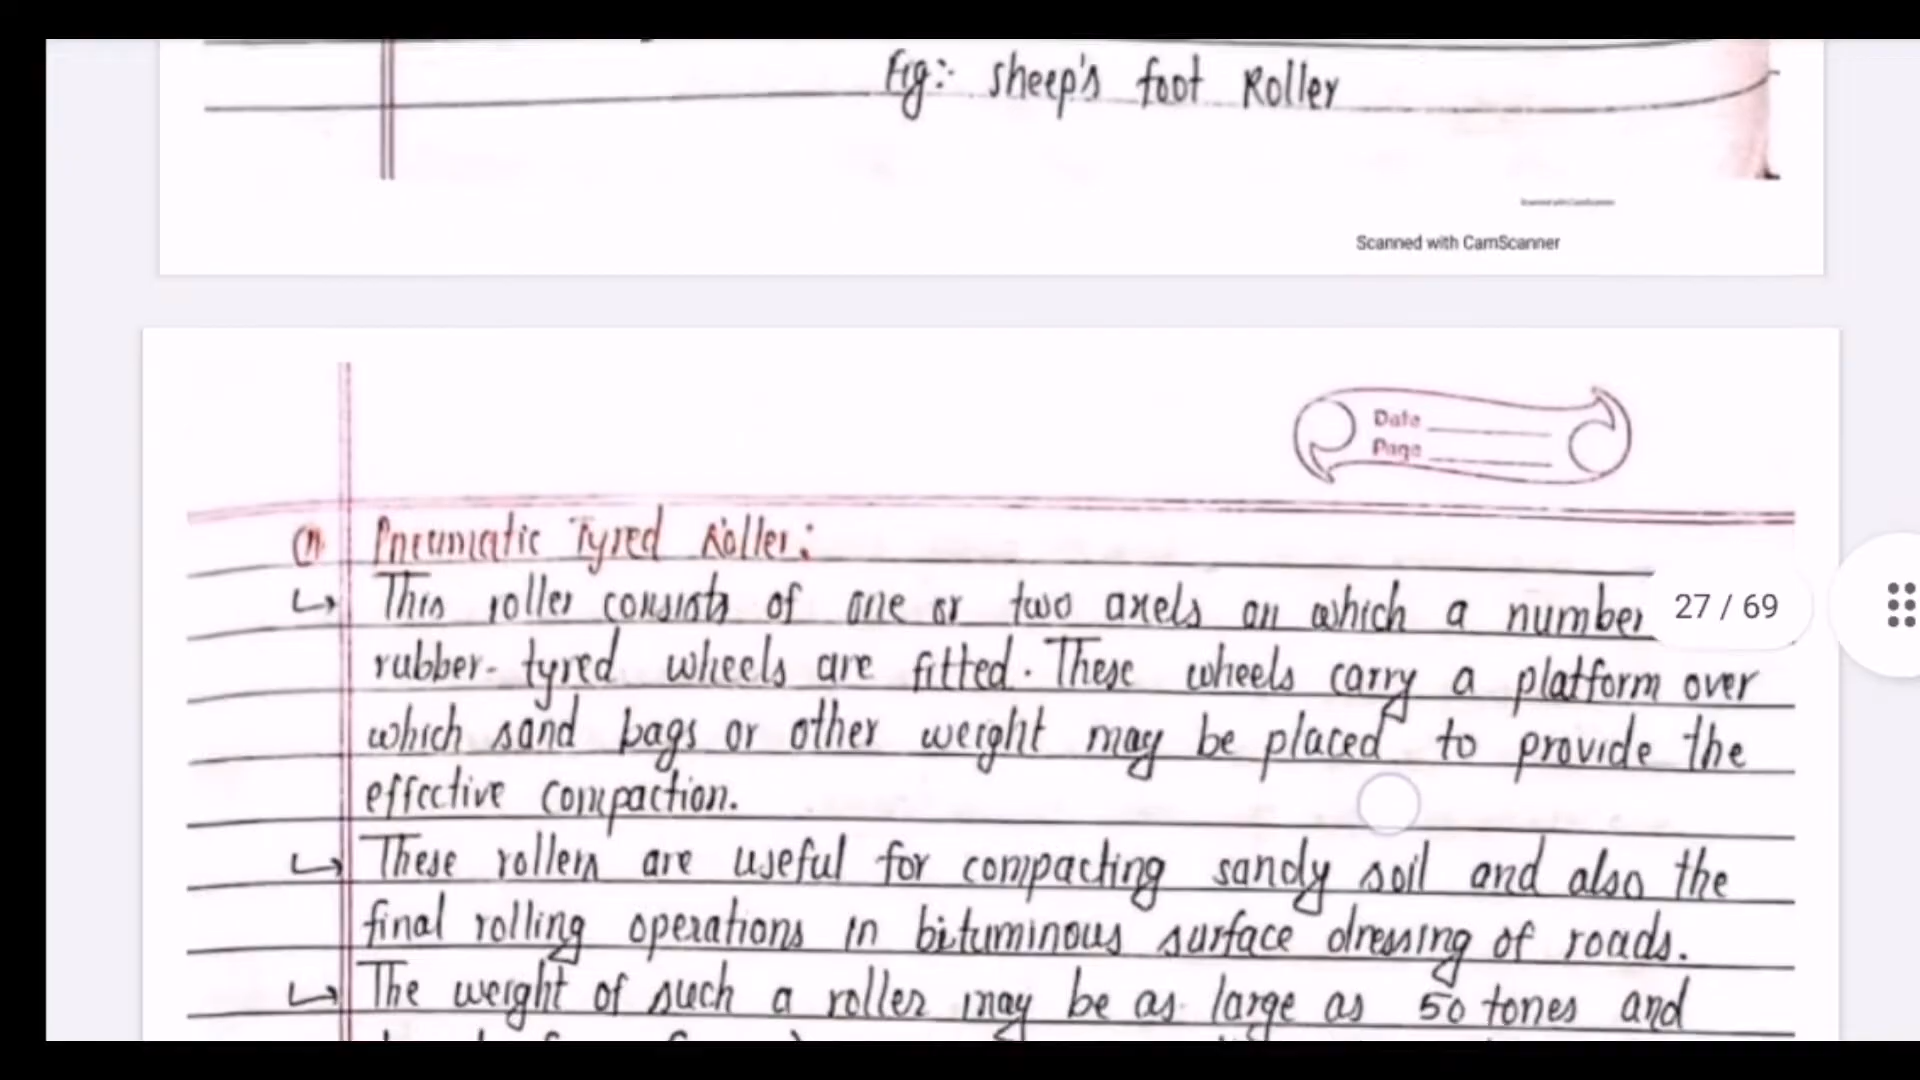 Fig:- Sheep's foot Roller
Scanned with CamScanner
Date
Page
Pneumatic Tyred Roller:
↳ This roller consists of one or two axels on which a number
27 / 69
rubber-tyred wheels are fitted. These wheels carry a platform over
which sand bags or other weight may be placed to provide the
effective compaction.
↳ These rollers are useful for compacting sandy soil and also the
final rolling operations in bituminous surface dressing of roads.
↳ The weight of such a roller may be as large as 50 tones and